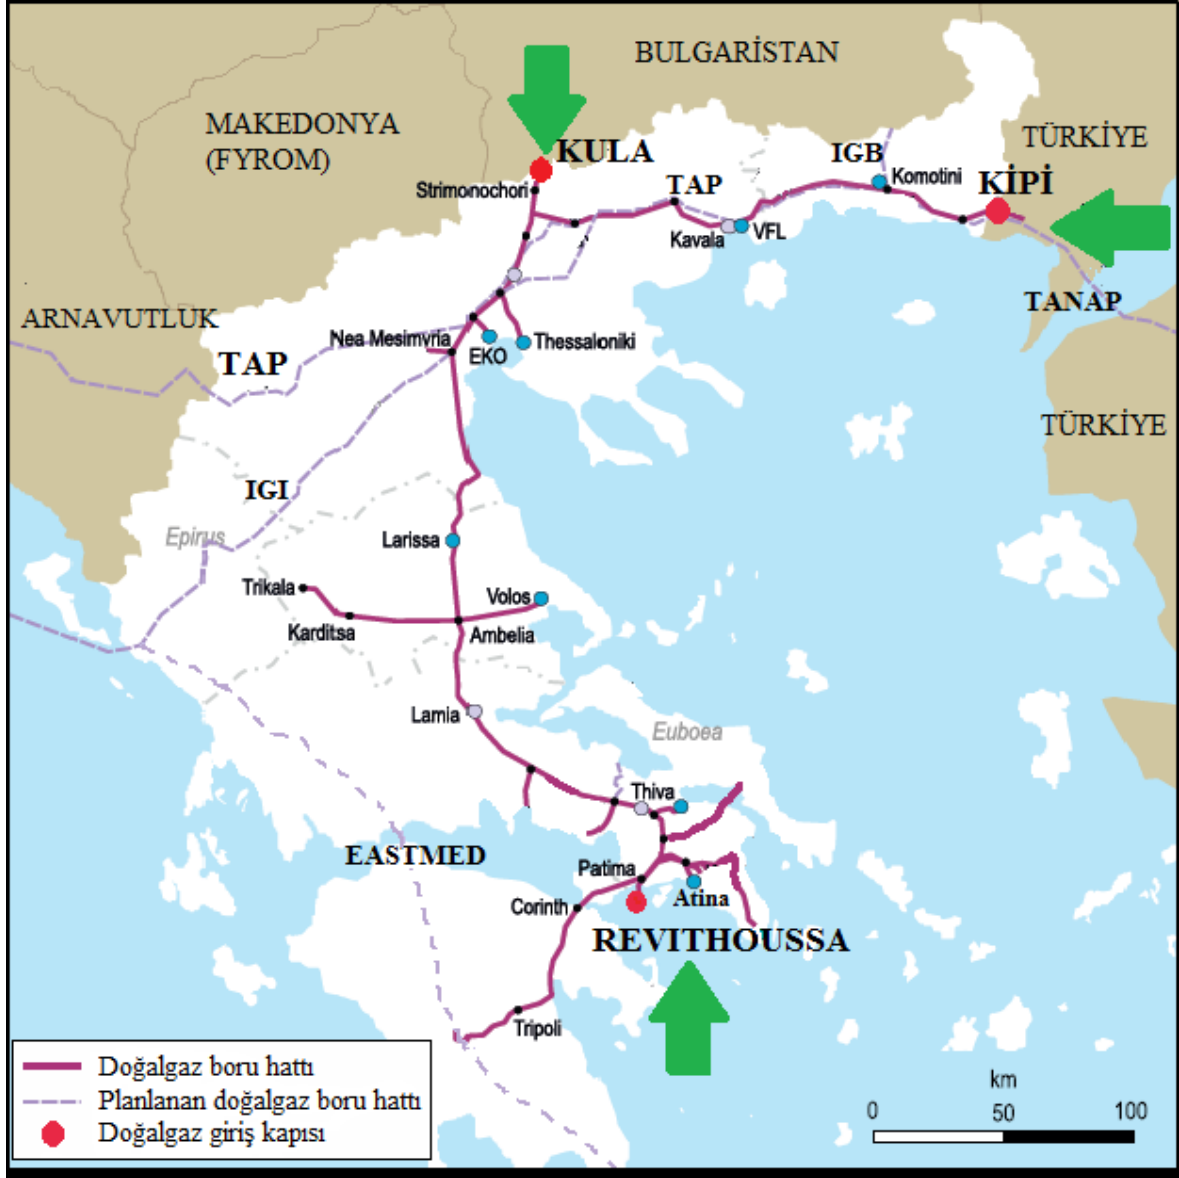 BULGARİSTAN
MAKEDONYA
(FYROM)
TÜRKİYE
KULA
IGB
Komotini
KİPİ
Strimonochori
TAP
Kavala
VFL
TANAP
ARNAVUTLUK
Nea Mesimvria
EKO
Thessaloniki
TAP
TÜRKİYE
IGI
Epirus
Larissa
Trikala
Volos
Karditsa
Ambelia
Lamia
Euboea
Thiva
EASTMED
Patima
Atina
Corinth
REVITHOUSSA
Tripoli
Doğalgaz boru hattı
Planlanan doğalgaz boru hattı
Doğalgaz giriş kapısı
km
0 50 100